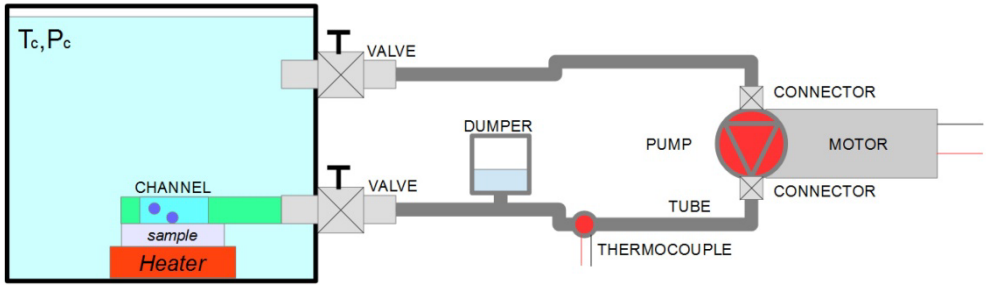 Tc,Pc
VALVE
CONNECTOR
DUMPER
PUMP
MOTOR
CHANNEL
VALVE
CONNECTOR
TUBE
sample
THERMOCOUPLE
Heater